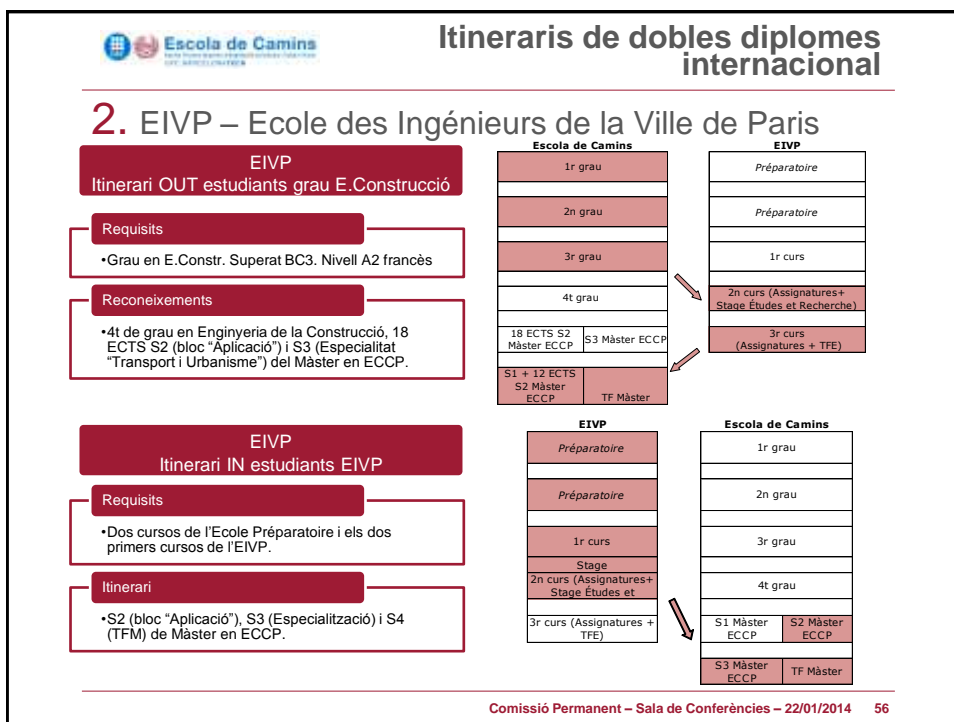 Escola de Camins
Itineraris de dobles diplomes
internacional
2. EIVP – Ecole des Ingénieurs de la Ville de Paris
EIVP
Itinerari OUT estudiants grau E.Construcció
Requisits
•Grau en E.Constr. Superat BC3. Nivell A2 francès
Reconeixements
•4t de grau en Enginyeria de la Construcció, 18
ECTS S2 (bloc “Aplicació”) i S3 (Especialitat
“Transport i Urbanisme”) del Màster en ECCP.
Escola de Camins
1r grau
2n grau
3r grau
4t grau
18 ECTS S2
Màster ECCP
S3 Màster ECCP
S1 + 12 ECTS
S2 Màster
ECCP
TF Màster
EIVP
Préparatoire
Préparatoire
1r curs
2n curs (Assignatures+
Stage Études et Recherche)
3r curs
(Assignatures + TFE)
EIVP
Itinerari IN estudiants EIVP
Requisits
•Dos cursos de l’Ecole Préparatoire i els dos
primers cursos de l’EIVP.
Itinerari
•S2 (bloc “Aplicació”), S3 (Especialització) i S4
(TFM) de Màster en ECCP.
EIVP
Préparatoire
Préparatoire
1r curs
Stage
2n curs (Assignatures+
Stage Études et
3r curs (Assignatures +
TFE)
Escola de Camins
1r grau
2n grau
3r grau
4t grau
S1 Màster
ECCP
S2 Màster
ECCP
S3 Màster
ECCP
TF Màster
Comissió Permanent – Sala de Conferències – 22/01/2014 56